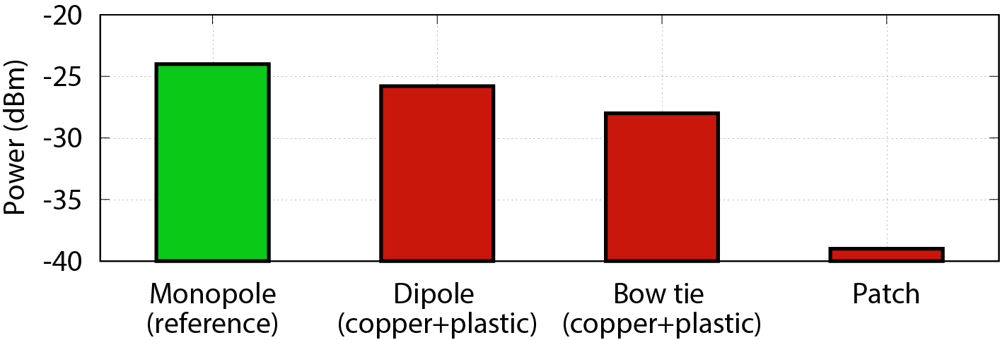 Power (dBm)
-20
-25
-30
-35
-40
Monopole
(reference)
Dipole
(copper+plastic)
Bow tie
(copper+plastic)
Patch